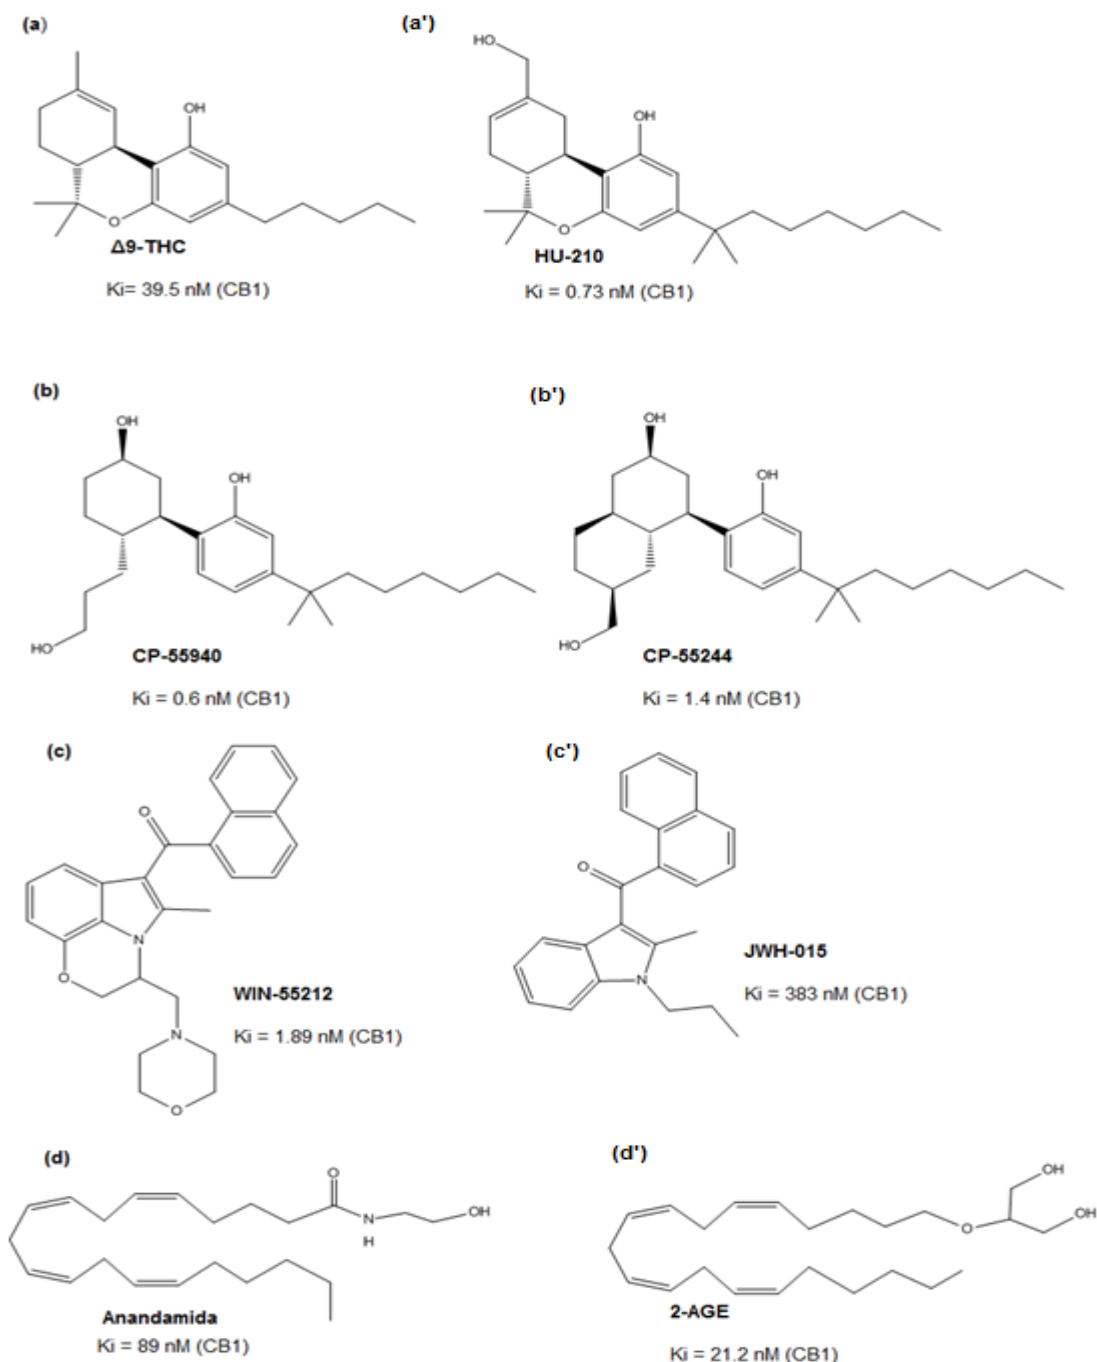 (a)
(a')
HO
OH
OH
O
O
Δ9-THC
HU-210
Ki= 39.5 nM (CB1)
Ki = 0.73 nM (CB1)
(b)
(b')
OH
OH
OH
OH
HO
HO
CP-55940
CP-55244
Ki = 0.6 nM (CB1)
Ki = 1.4 nM (CB1)
(c)
(c')
O
O
N
O
N
O
N
WIN-55212
Ki = 1.89 nM (CB1)
JWH-015
Ki = 383 nM (CB1)
(d)
(d')
O
N
H
OH
OH
O
OH
Anandamida
Ki = 89 nM (CB1)
2-AGE
Ki = 21.2 nM (CB1)